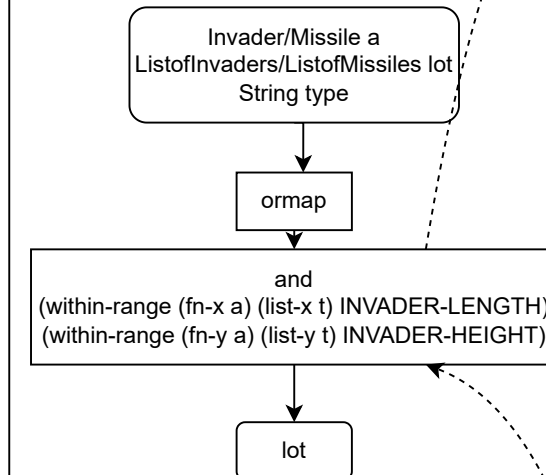 Invader/Missile a
ListofInvaders/ListofMissiles lot
String type
ormap
and
(within-range (fn-x a) (list-x t) INVADER-LENGTH)
(within-range (fn-y a) (list-y t) INVADER-HEIGHT)
lot